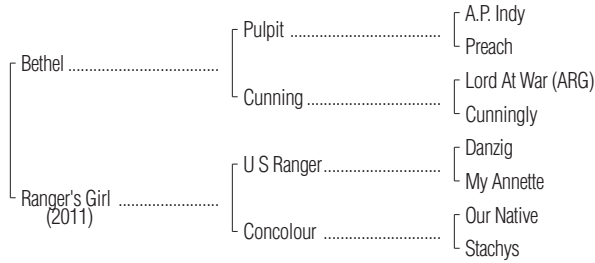 A.P. Indy
Pulpit ................................................
Preach
Bethel ................................................
Lord At War (ARG)
Cunning ...........................................
Cunningly
Danzig
U S Ranger.......................................
My Annette
Ranger's Girl ................................
(2011)
Our Native
Concolour ........................................
Stachys